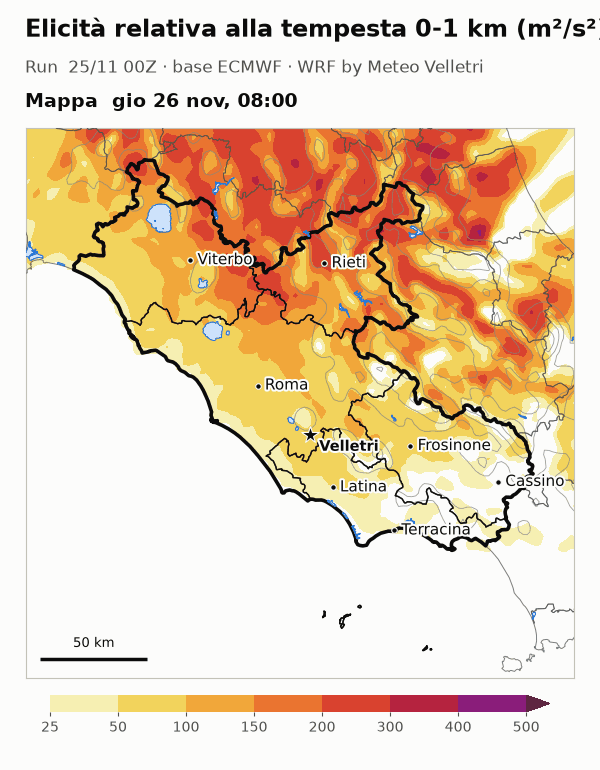 Elicità relativa alla tempesta 0-1 km (m²/s²)
Run 25/11 00Z · base ECMWF · WRF by Meteo Velletri
Mappa gio 26 nov, 08:00
Viterbo
Rieti
Roma
Velletri
Frosinone
Latina
Cassino
Terracina
50 km
25 50 100 150 200 300 400 500